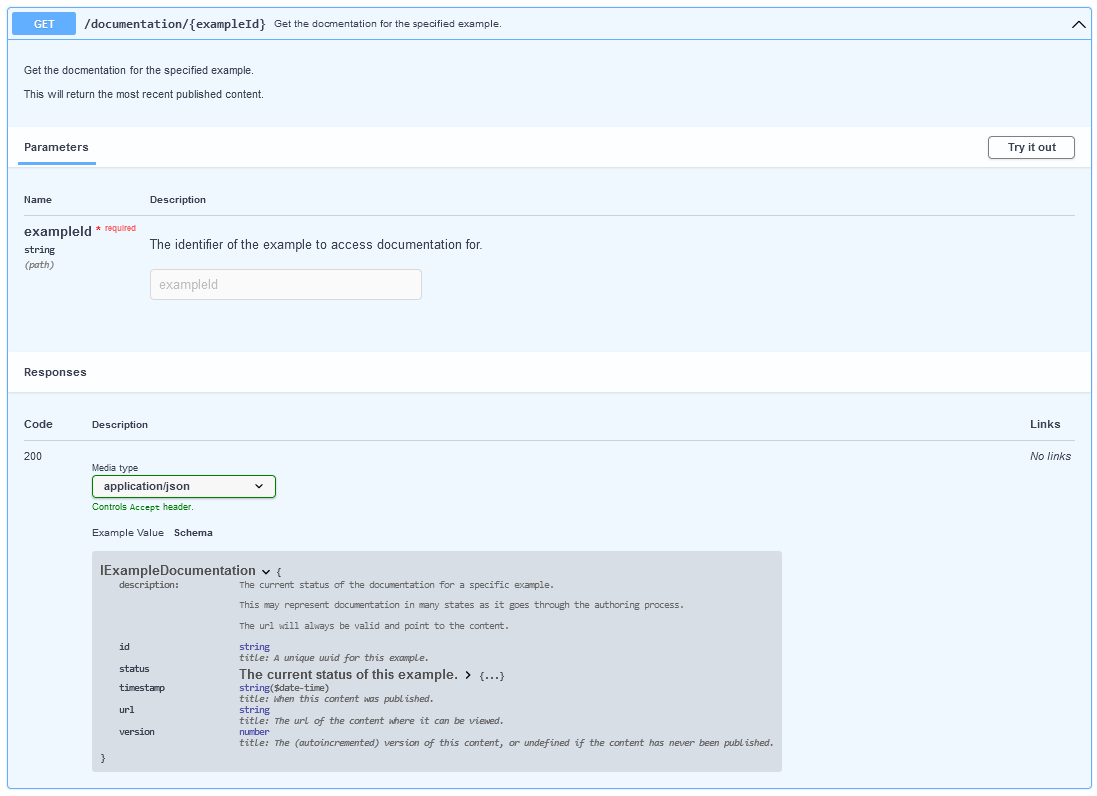 GET /documentation/{exampleId} Get the docmentation for the specified example.
Get the docmentation for the specified example.
This will return the most recent published content.
Parameters
Try it out
Name Description
exampleId * required
string
(path)
The identifier of the example to access documentation for.
exampleId
Responses
Code Description Links
200 No links
Media type
application/json
Controls Accept header.
Example Value Schema
IExampleDocumentation {
description: The current status of the documentation for a specific example.
This may represent documentation in many states as it goes through the authoring process.
The url will always be valid and point to the content.
id string
title: A unique uuid for this example.
status The current status of this example. > {...}
timestamp string($date-time)
title: When this content was published.
url string
title: The url of the content where it can be viewed.
version number
title: The (autoincremented) version of this content, or undefined if the content has never been published.
}